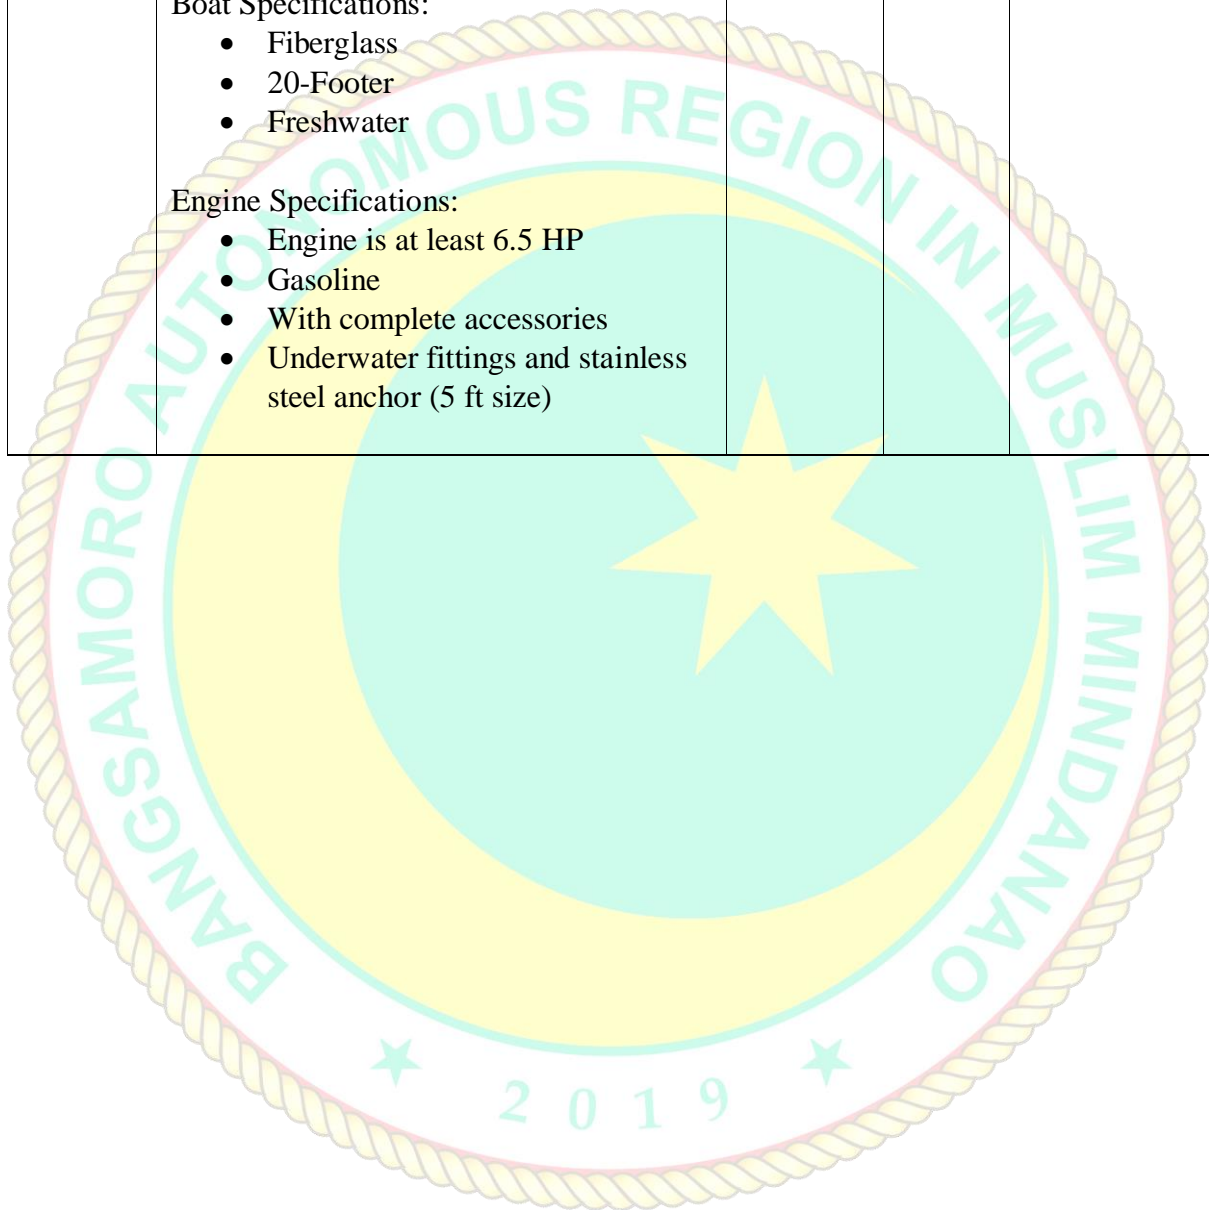 Boat Specifications:
• Fiberglass
• 20-Footer
• Freshwater
Engine Specifications:
• Engine is at least 6.5 HP
• Gasoline
• With complete accessories
• Underwater fittings and stainless
steel anchor (5 ft size)
BANGSAMORO AUTONOMOUS REGION IN MUSLIM MINDANAO
2019